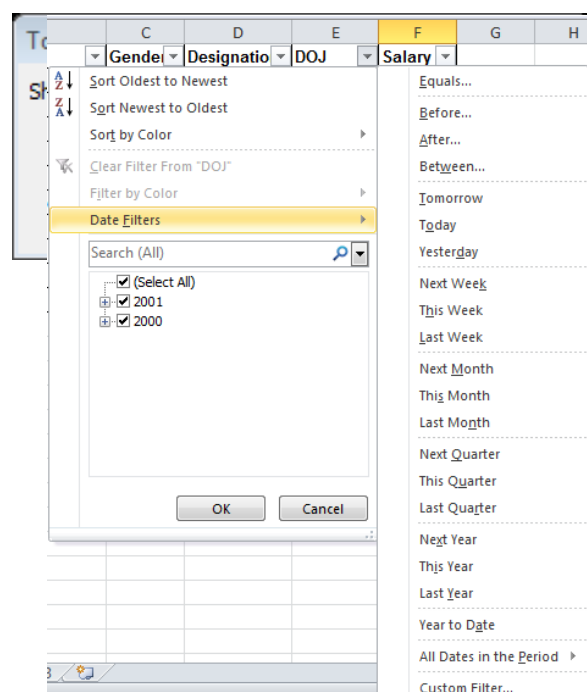 C D E F G H
Gender Designatio DOJ Salary
Sort Oldest to Newest
Sort Newest to Oldest
Sort by Color
Clear Filter From "DOJ"
Filter by Color
Date Filters
Search (All)
(Select All)
2001
2000
OK Cancel
Equals...
Before...
After...
Between...
Tomorrow
Today
Yesterday
Next Week
This Week
Last Week
Next Month
This Month
Last Month
Next Quarter
This Quarter
Last Quarter
Next Year
This Year
Last Year
Year to Date
All Dates in the Period
Custom Filter...